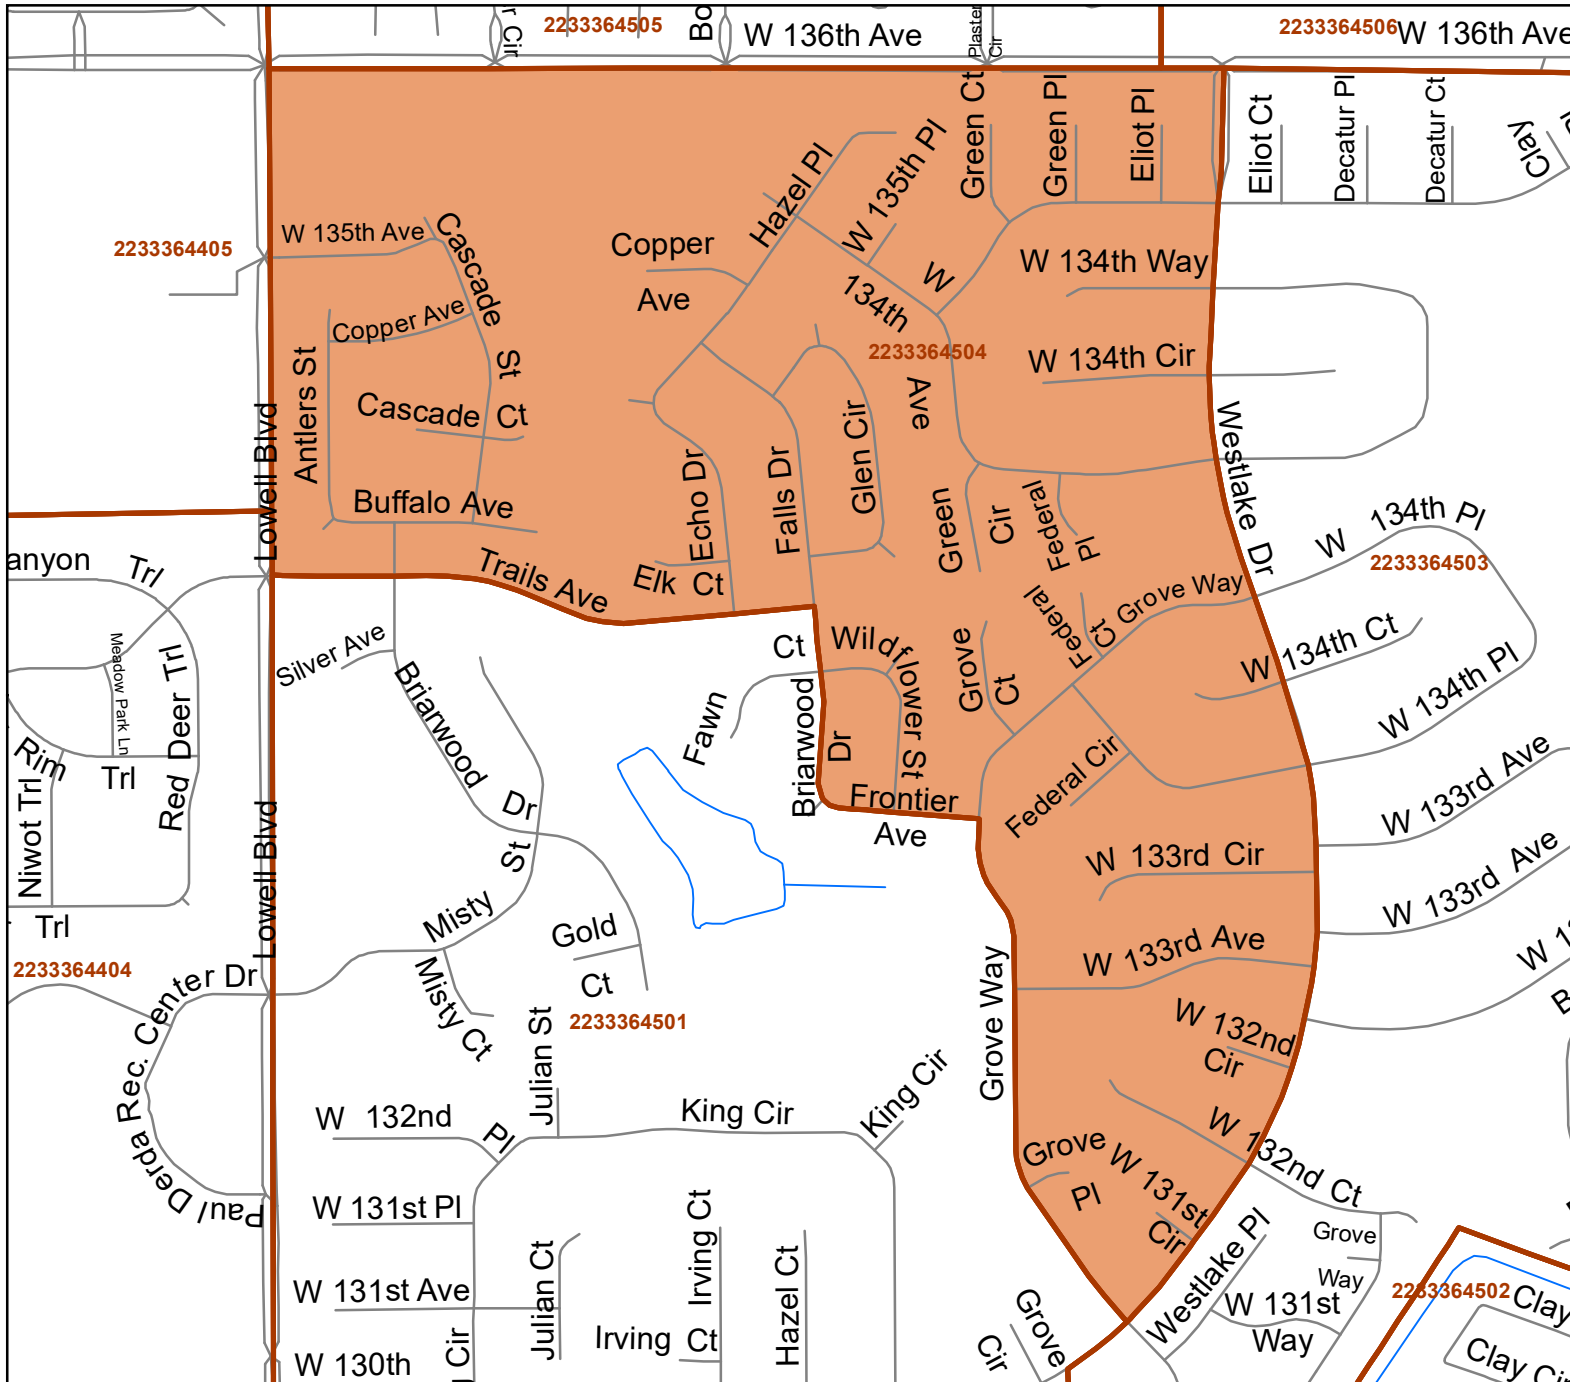 r Cir
2233364505
Bo
W 136th Ave
Plaster
Cir
2233364506
W 136th Ave
Green Ct
Green Pl
Eliot Pl
Eliot Ct
Decatur Pl
Decatur Ct
Clay
Hazel Pl
W 135th Pl
2233364405
W 135th Ave
Cascade St
Copper
Ave
W 134th Way
W
134th
Ave
Copper Ave
2233364504
W 134th Cir
Antlers St
Cascade Ct
Lowell Blvd
Glen Cir
Westlake Dr
Echo Dr
Falls Dr
Buffalo Ave
Green
Cir
Federal
Pl
W 134th Pl
2233364503
anyon Trl
Trails Ave
Elk Ct
Federal
Ct
Grove Way
Meadow Park Ln
Red Deer Trl
Silver Ave
Ct
Wildflower St
Grove
Ct
W 134th Ct
W 134th Pl
Briarwood
Dr
Fawn
Briarwood
Dr
Rim
Trl
Niwot Trl
Frontier
Ave
Federal Cir
W 133rd Ave
Lowell Blvd
St
Misty
W 133rd Cir
W 133rd Ave
Trl
Gold
Ct
W 133rd Ave
W 13
2233364404
Paul Derda Rec. Center Dr
Misty Ct
Julian St
2233364501
Grove Way
W 132nd
Cir
B
W 132nd
Pl
King Cir
King Cir
W 132nd Ct
Grove
Pl
W 131st
Cir
W 131st Pl
Irving Ct
Westlake Pl
Grove
Way
Julian Ct
Hazel Ct
W 131st Ave
2233364502
Clay
W 131st
Way
Irving Ct
Grove
Cir
W 130th
Cir
Clay Cir